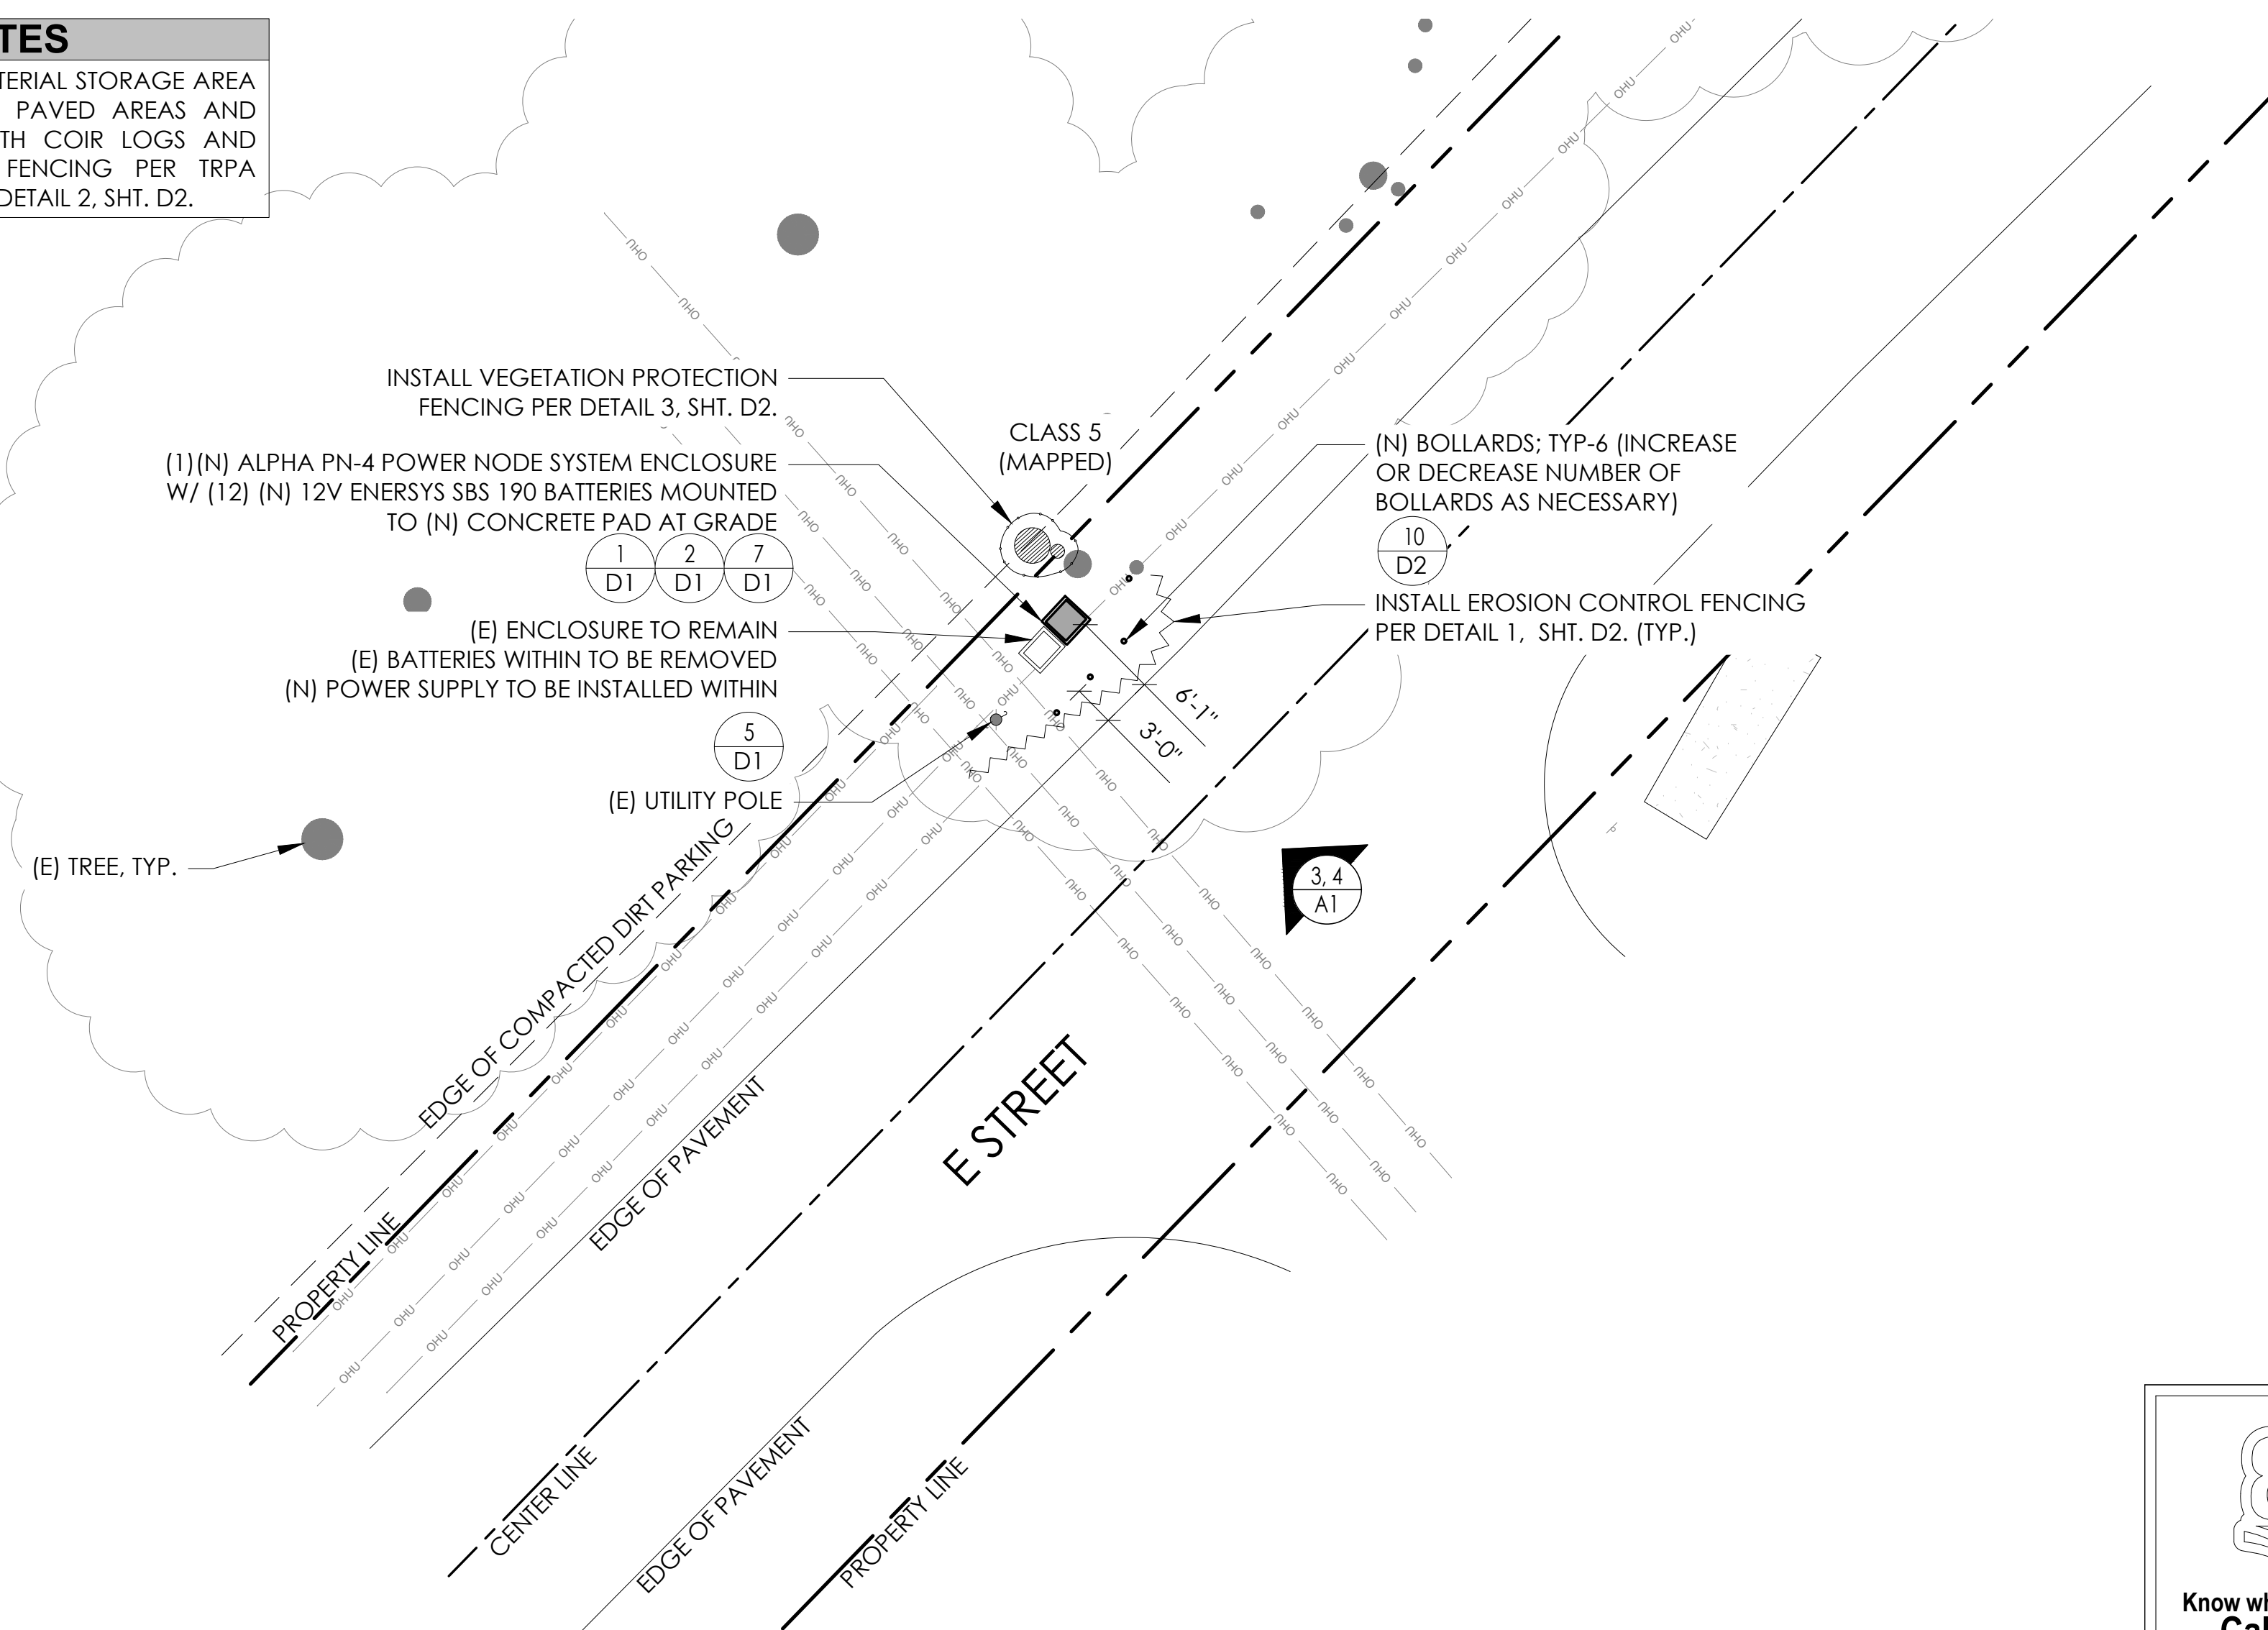 TES
TERIAL STORAGE AREA
PAVED AREAS AND
TH COIR LOGS AND
FENCING PER TRPA
DETAIL 2, SHT. D2.
INSTALL VEGETATION PROTECTION
FENCING PER DETAIL 3, SHT. D2.
CLASS 5
(MAPPED)
(1)(N) ALPHA PN-4 POWER NODE SYSTEM ENCLOSURE
W/ (12) (N) 12V ENERSYS SBS 190 BATTERIES MOUNTED
TO (N) CONCRETE PAD AT GRADE
1
D1
2
D1
7
D1
(N) BOLLARDS; TYP-6 (INCREASE
OR DECREASE NUMBER OF
BOLLARDS AS NECESSARY)
10
D2
INSTALL EROSION CONTROL FENCING
PER DETAIL 1, SHT. D2. (TYP.)
(E) ENCLOSURE TO REMAIN
(E) BATTERIES WITHIN TO BE REMOVED
(N) POWER SUPPLY TO BE INSTALLED WITHIN
5
D1
6'-1"
3'-0"
(E) UTILITY POLE
(E) TREE, TYP.
3, 4
A1
EDGE OF COMPACTED DIRT PARKING
PROPERTY LINE
EDGE OF PAVEMENT
E STREET
CENTER LINE
EDGE OF PAVEMENT
PROPERTY LINE
OHU
Know